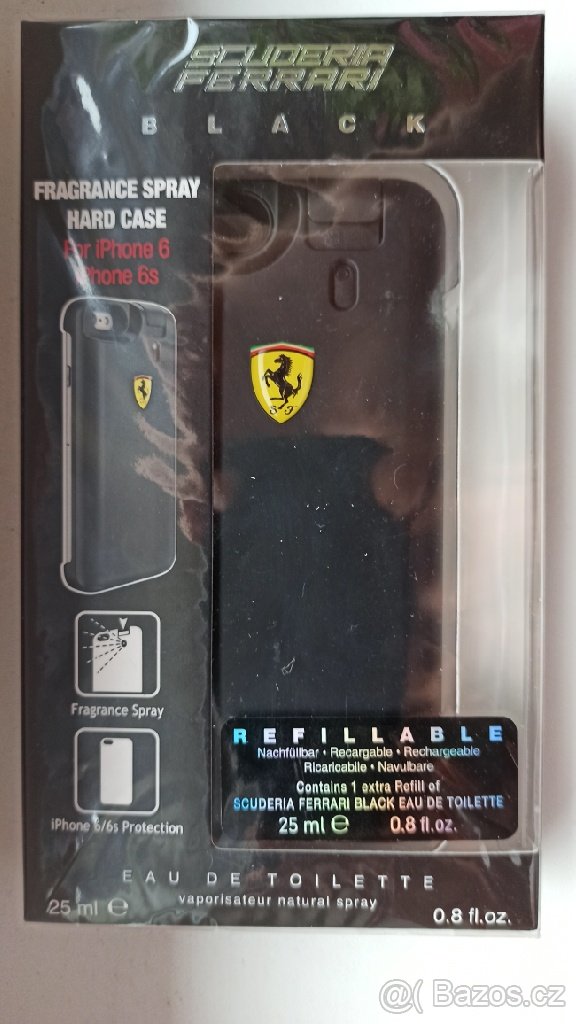 SCUDERIA
FERRARI
BLACK
FRAGRANCE SPRAY
HARD CASE
For iPhone 6
iPhone 6s
S F
Fragrance Spray
iPhone 6/6s Protection
REFILLABLE
Nachfüllbar • Recargable • Rechargeable
Ricaricabile • Navulbare
Contains 1 extra Refill of
SCUDERIA FERRARI BLACK EAU DE TOILETTE
25 ml ℮ 0.8 fl.oz.
EAU DE TOILETTE
vaporisateur natural spray
25 ml ℮ 0.8 fl.oz.
Bazos.cz